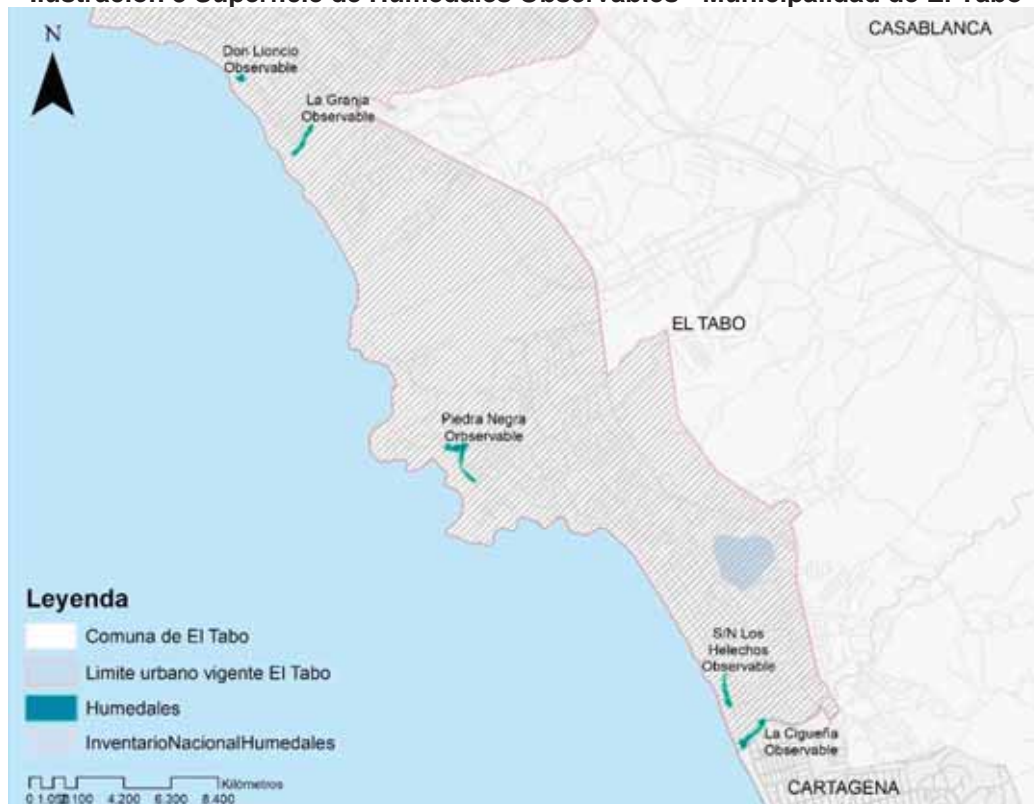 Ilustración 6 Superficie de Humedales Observables - Municipalidad de El Tabo
N
CASABLANCA
Don Lioncio
Observable
La Granja
Observable
EL TABO
Piedra Negra
Orbservable
S/N Los
Helechos
Observable
La Cigueña
Observable
CARTAGENA
Leyenda
Comuna de El Tabo
Limite urbano vigente El Tabo
Humedales
InventarioNacionalHumedales
Kilómetros
0 4.200 6.300 8.400